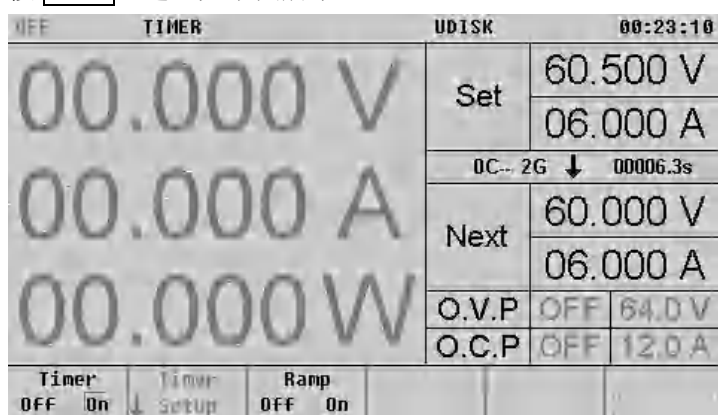 OFF TIMER UDISK 00:23:10
00.000 V
00.000 A
00.000 W
Set 60.500 V
06.000 A
0C-- 2G ↓ 00006.3s
Next 60.000 V
06.000 A
O.V.P OFF 64.0 V
O.C.P OFF 12.0 A
Timer Timer Ramp
Off On ↓ Setup Off On